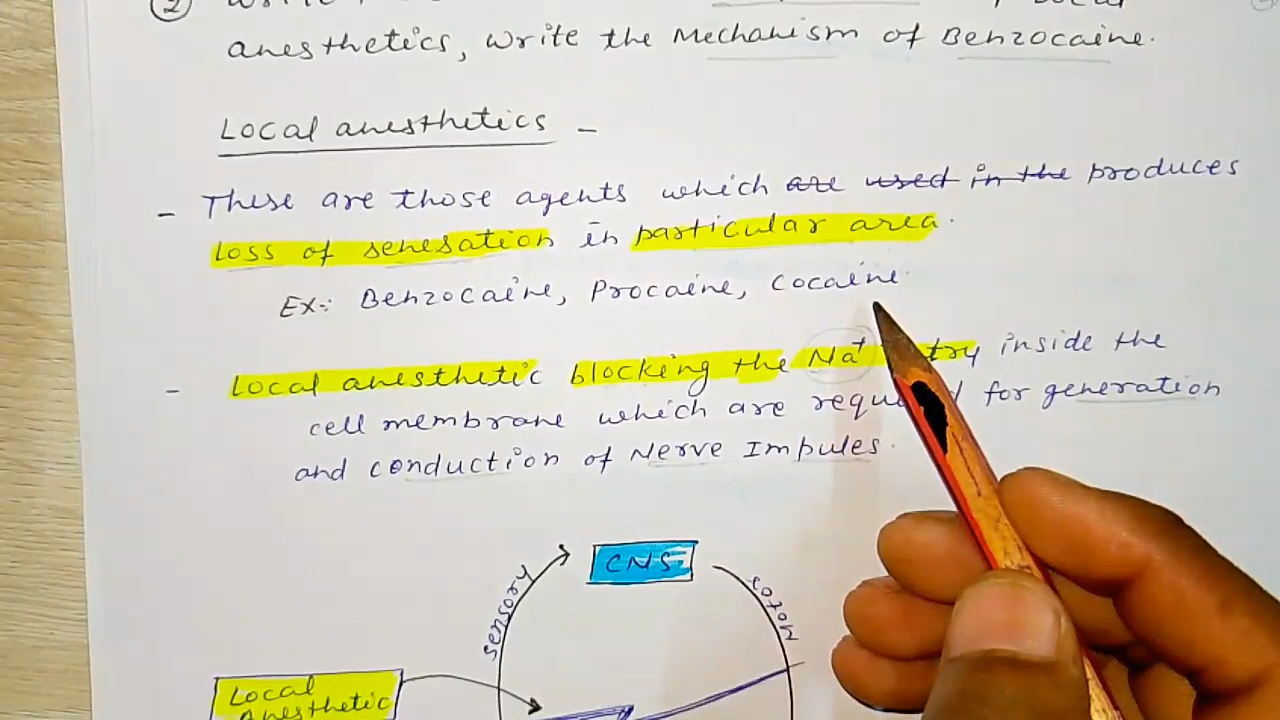 ②
anesthetics, write the Mechanism of Benzocaine.
Local anesthetics -
- These are those agents which are used in the produces
loss of senesation in particular area.
Ex:- Benzocaine, Procaine, Cocaine.
- Local anesthetic blocking the Na+ try inside the
cell membrane which are requ for generation
and conduction of Nerve Impules.
CNS
Sensory
Motor
Local
Anesthetic